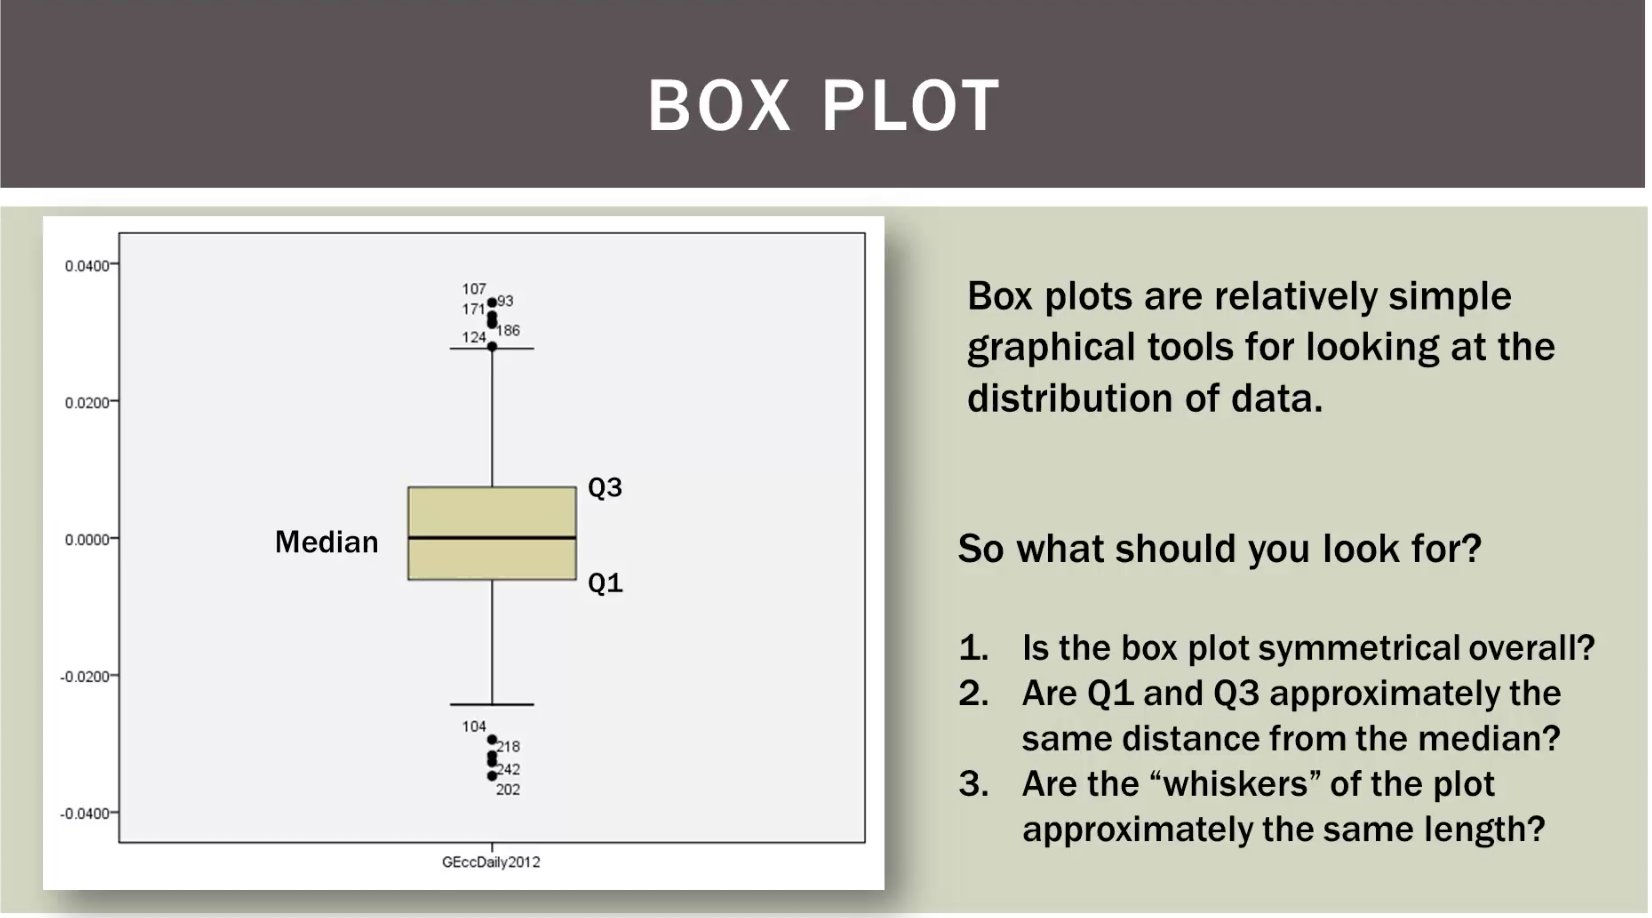 BOX PLOT
0.0400
0.0200
0.0000
-0.0200
-0.0400
107
93
171
186
124
Q3
Median
Q1
104
218
242
202
GEccDaily2012
Box plots are relatively simple
graphical tools for looking at the
distribution of data.
So what should you look for?
1. Is the box plot symmetrical overall?
2. Are Q1 and Q3 approximately the
same distance from the median?
3. Are the “whiskers” of the plot
approximately the same length?